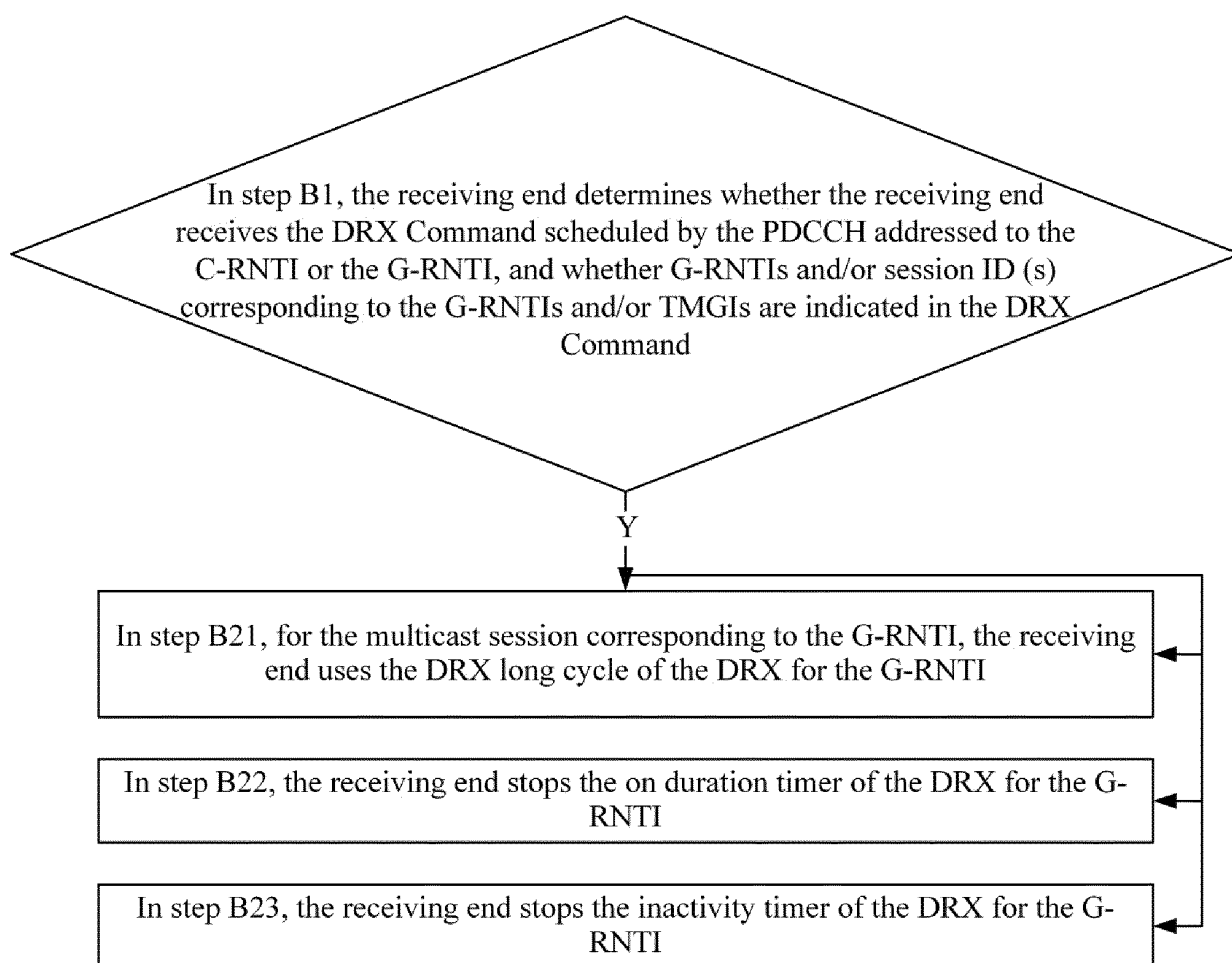 In step B1, the receiving end determines whether the receiving end
receives the DRX Command scheduled by the PDCCH addressed to the
C-RNTI or the G-RNTI, and whether G-RNTIs and/or session ID (s)
corresponding to the G-RNTIs and/or TMGIs are indicated in the DRX
Command
Y
In step B21, for the multicast session corresponding to the G-RNTI, the receiving
end uses the DRX long cycle of the DRX for the G-RNTI
In step B22, the receiving end stops the on duration timer of the DRX for the G-
RNTI
In step B23, the receiving end stops the inactivity timer of the DRX for the G-
RNTI